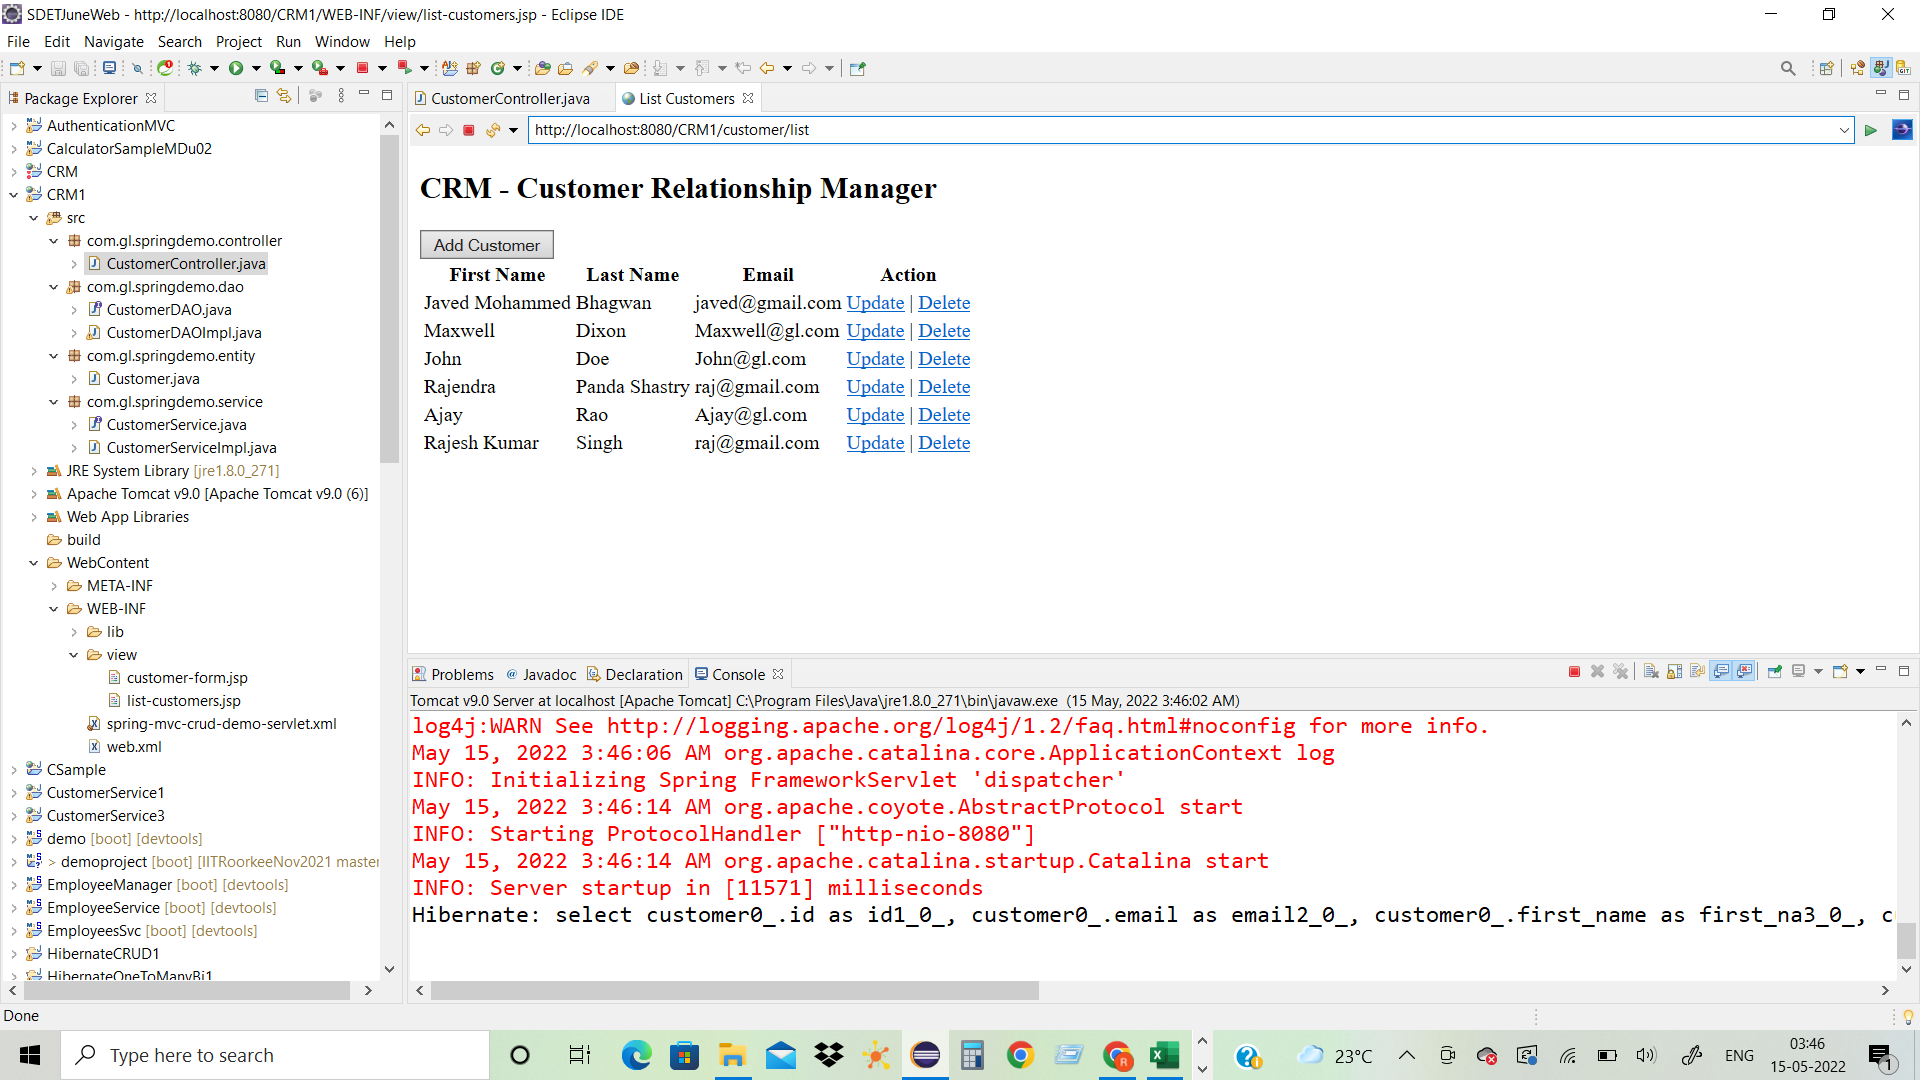 SDETJuneWeb - http://localhost:8080/CRM1/WEB-INF/view/list-customers.jsp - Eclipse IDE
File Edit Navigate Search Project Run Window Help
Package Explorer
AuthenticationMVC
CalculatorSampleMDu02
CRM
CRM1
src
com.gl.springdemo.controller
CustomerController.java
com.gl.springdemo.dao
CustomerDAO.java
CustomerDAOImpl.java
com.gl.springdemo.entity
Customer.java
com.gl.springdemo.service
CustomerService.java
CustomerServiceImpl.java
JRE System Library [jre1.8.0_271]
Apache Tomcat v9.0 [Apache Tomcat v9.0 (6)]
Web App Libraries
build
WebContent
META-INF
WEB-INF
lib
view
customer-form.jsp
list-customers.jsp
spring-mvc-crud-demo-servlet.xml
web.xml
CSample
CustomerService1
CustomerService3
demo [boot] [devtools]
> demoproject [boot] [IITRoorkeeNov2021 master
EmployeeManager [boot] [devtools]
EmployeeService [boot] [devtools]
EmployeesSvc [boot] [devtools]
HibernateCRUD1
HibernateOneToManyBi1
CustomerController.java List Customers
http://localhost:8080/CRM1/customer/list
CRM - Customer Relationship Manager
Add Customer
First Name Last Name Email Action
Javed Mohammed Bhagwan javed@gmail.com Update | Delete
Maxwell Dixon Maxwell@gl.com Update | Delete
John Doe John@gl.com Update | Delete
Rajendra Panda Shastry raj@gmail.com Update | Delete
Ajay Rao Ajay@gl.com Update | Delete
Rajesh Kumar Singh raj@gmail.com Update | Delete
Problems Javadoc Declaration Console
Tomcat v9.0 Server at localhost [Apache Tomcat] C:\Program Files\Java\jre1.8.0_271\bin\javaw.exe (15 May, 2022 3:46:02 AM)
log4j:WARN See http://logging.apache.org/log4j/1.2/faq.html#noconfig for more info.
May 15, 2022 3:46:06 AM org.apache.catalina.core.ApplicationContext log
INFO: Initializing Spring FrameworkServlet 'dispatcher'
May 15, 2022 3:46:14 AM org.apache.coyote.AbstractProtocol start
INFO: Starting ProtocolHandler ["http-nio-8080"]
May 15, 2022 3:46:14 AM org.apache.catalina.startup.Catalina start
INFO: Server startup in [11571] milliseconds
Hibernate: select customer0_.id as id1_0_, customer0_.email as email2_0_, customer0_.first_name as first_na3_0_, c
Done
Type here to search
23°C
ENG
03:46
15-05-2022
1